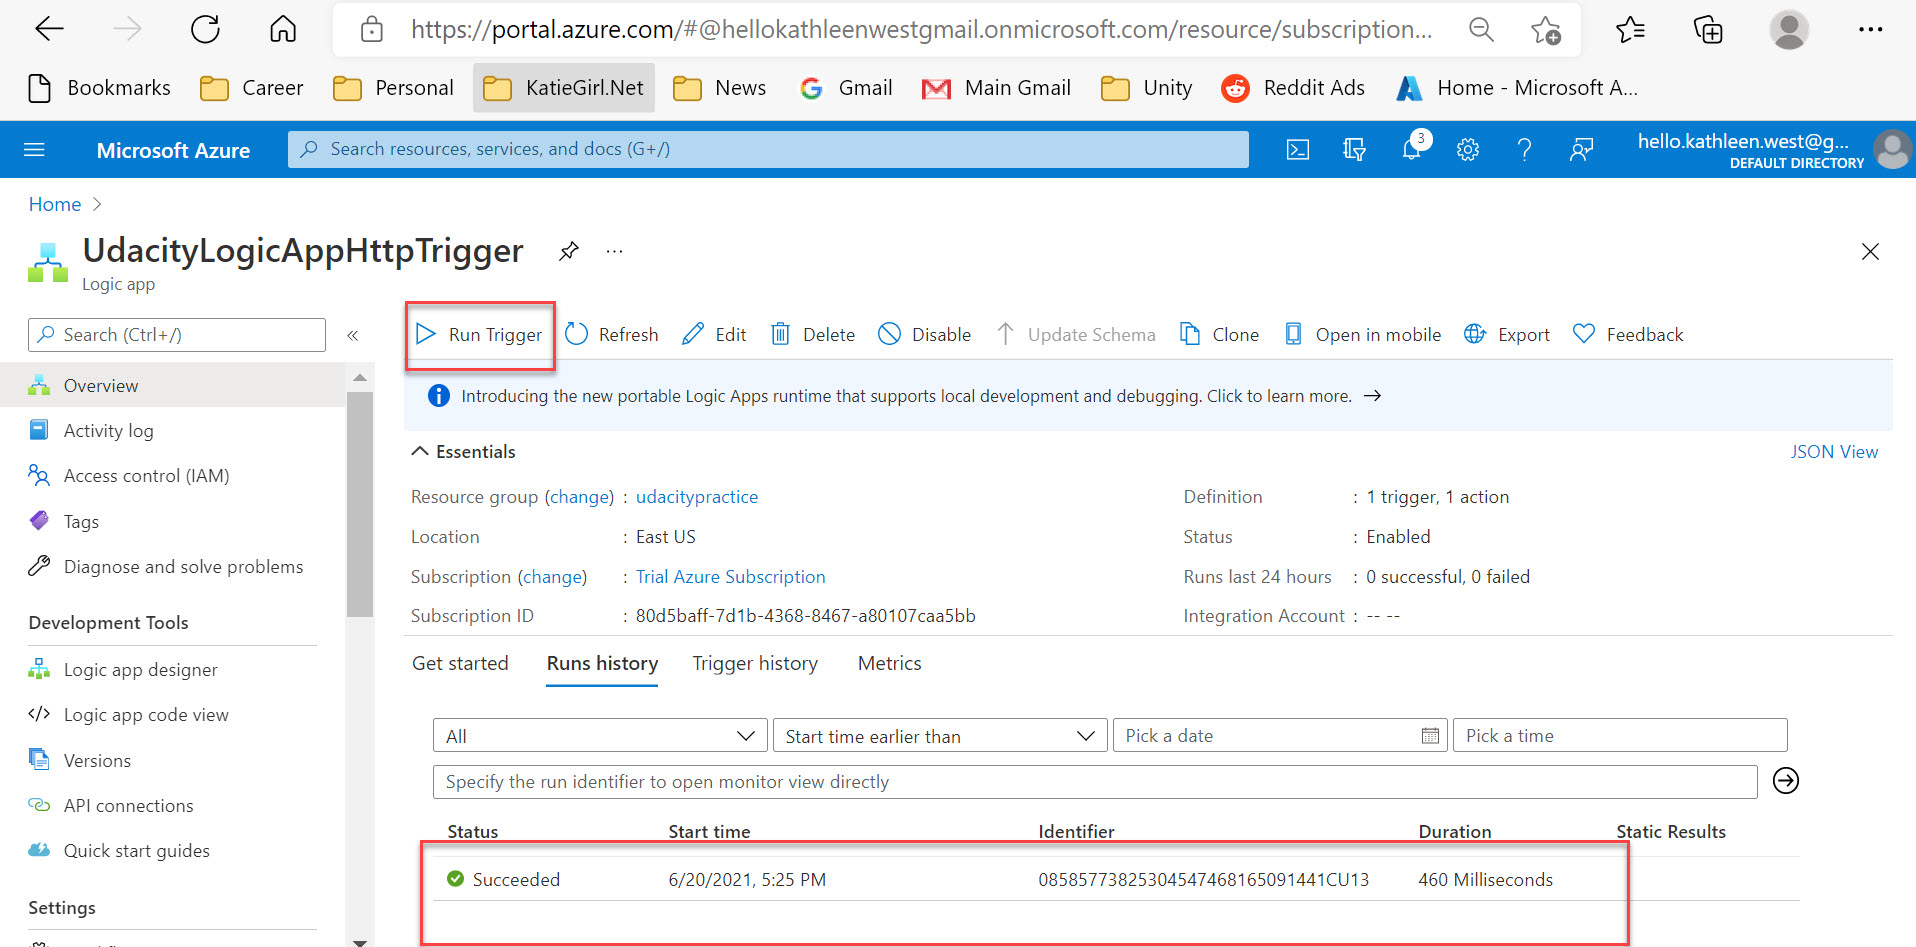 https://portal.azure.com/#@hellokathleenwestgmail.onmicrosoft.com/resource/subscription...
Bookmarks Career Personal KatieGirl.Net News Gmail Main Gmail Unity Reddit Ads Home - Microsoft A...
Microsoft Azure Search resources, services, and docs (G+/) 3 hello.kathleen.west@g...
DEFAULT DIRECTORY
Home >
UdacityLogicAppHttpTrigger ...
Logic app
Search (Ctrl+/) «
Run Trigger Refresh Edit Delete Disable Update Schema Clone Open in mobile Export Feedback
Overview
Activity log
Access control (IAM)
Tags
Diagnose and solve problems
Development Tools
Logic app designer
Logic app code view
Versions
API connections
Quick start guides
Settings
Introducing the new portable Logic Apps runtime that supports local development and debugging. Click to learn more. →
Essentials JSON View
Resource group (change) : udacitypractice
Location : East US
Subscription (change) : Trial Azure Subscription
Subscription ID : 80d5baff-7d1b-4368-8467-a80107caa5bb
Definition : 1 trigger, 1 action
Status : Enabled
Runs last 24 hours : 0 successful, 0 failed
Integration Account : -- --
Get started Runs history Trigger history Metrics
All Start time earlier than Pick a date Pick a time
Specify the run identifier to open monitor view directly
Status Start time Identifier Duration Static Results
Succeeded 6/20/2021, 5:25 PM 08585773825304547468165091441CU13 460 Milliseconds